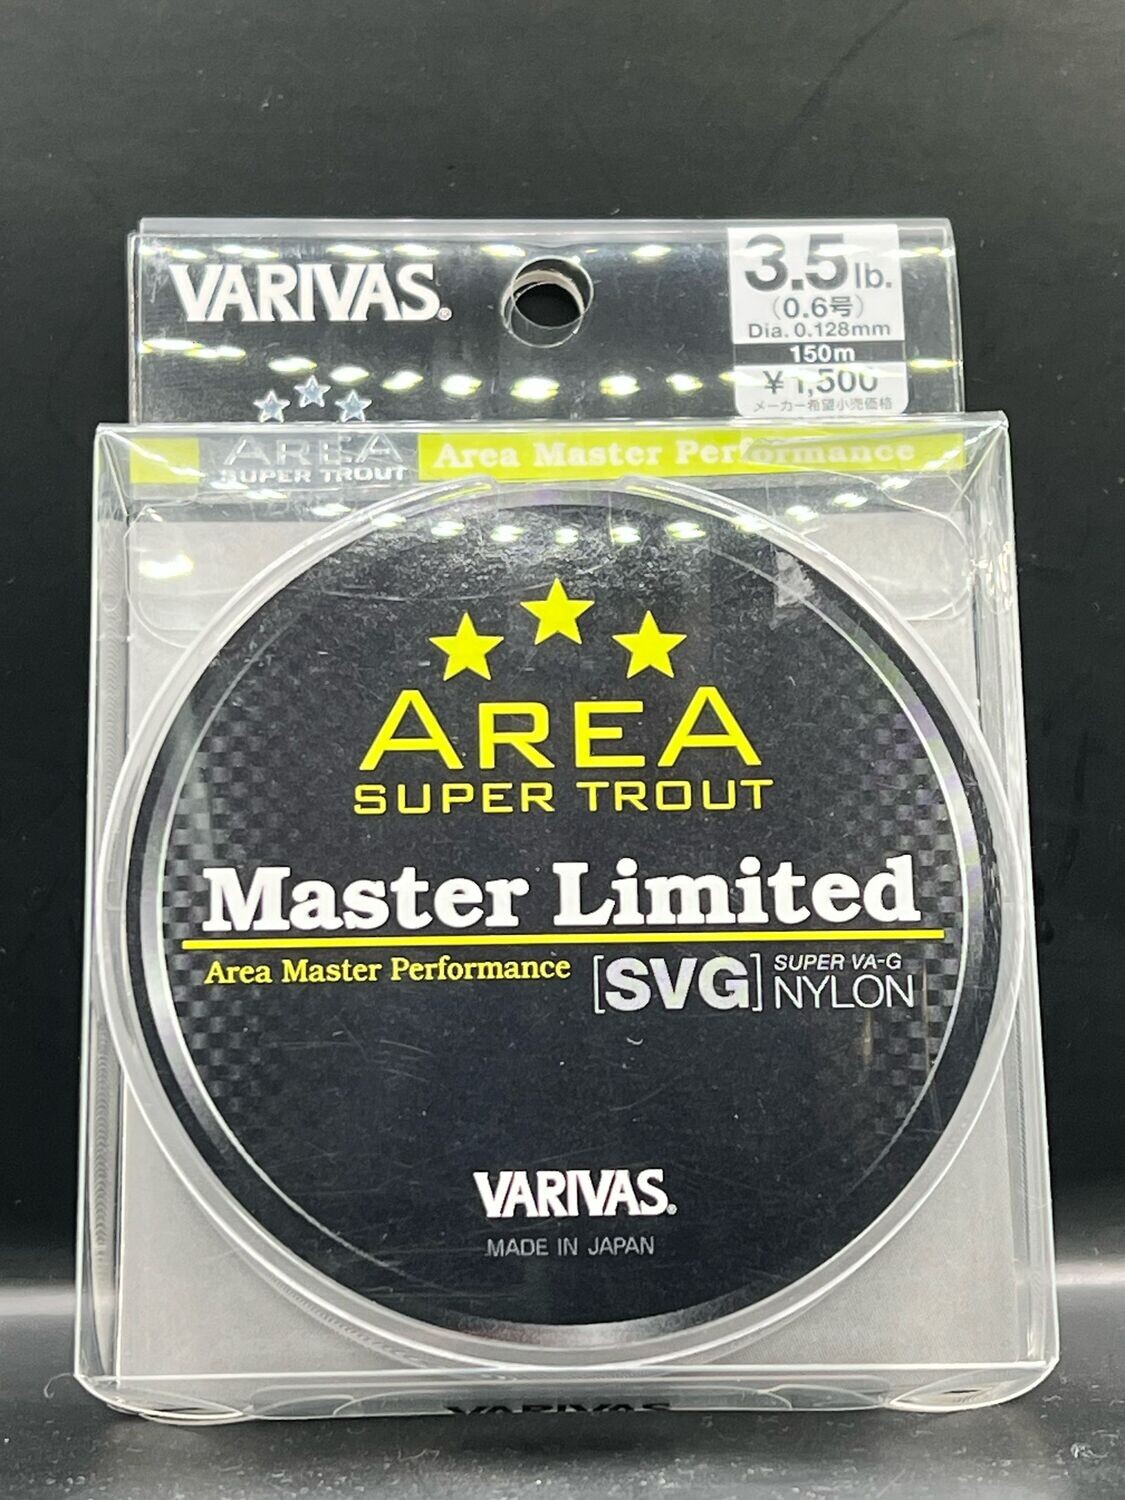 VARIVAS®
3.5lb.
(0.6号)
Dia. 0.128mm
150m
¥1,500
メーカー希望小売価格
AREA
SUPER TROUT
Area Master Performance
AREA
SUPER TROUT
Master Limited
Area Master Performance
[SVG] SUPER VA-G
NYLON
VARIVAS®
MADE IN JAPAN
VARIVAS